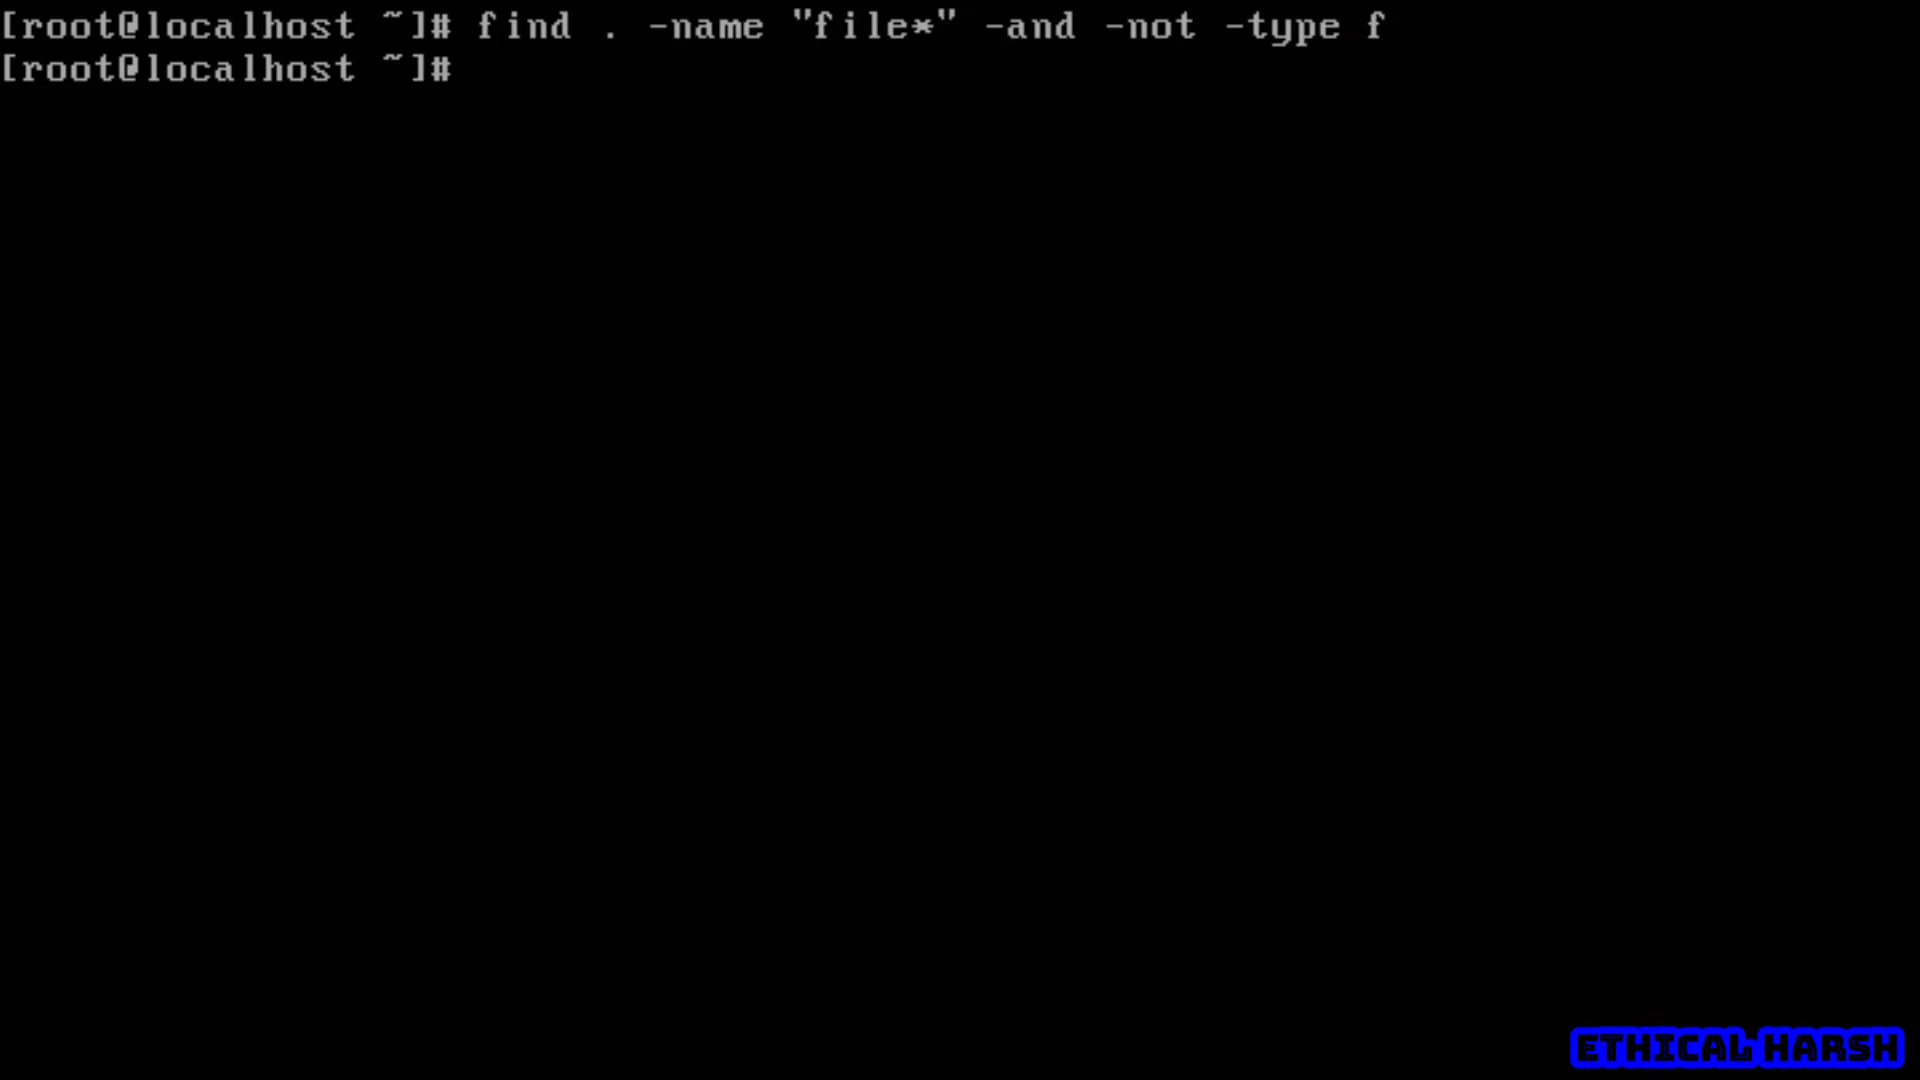 [root@localhost ~]# find . -name "file*" -and -not -type f
[root@localhost ~]#
ETHICAL HARSH